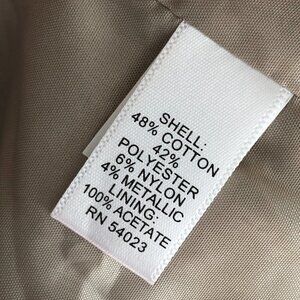 SHELL:
48% COTTON
42%
POLYESTER
6% NYLON
4% METALLIC
LINING:
100% ACETATE
RN 54023